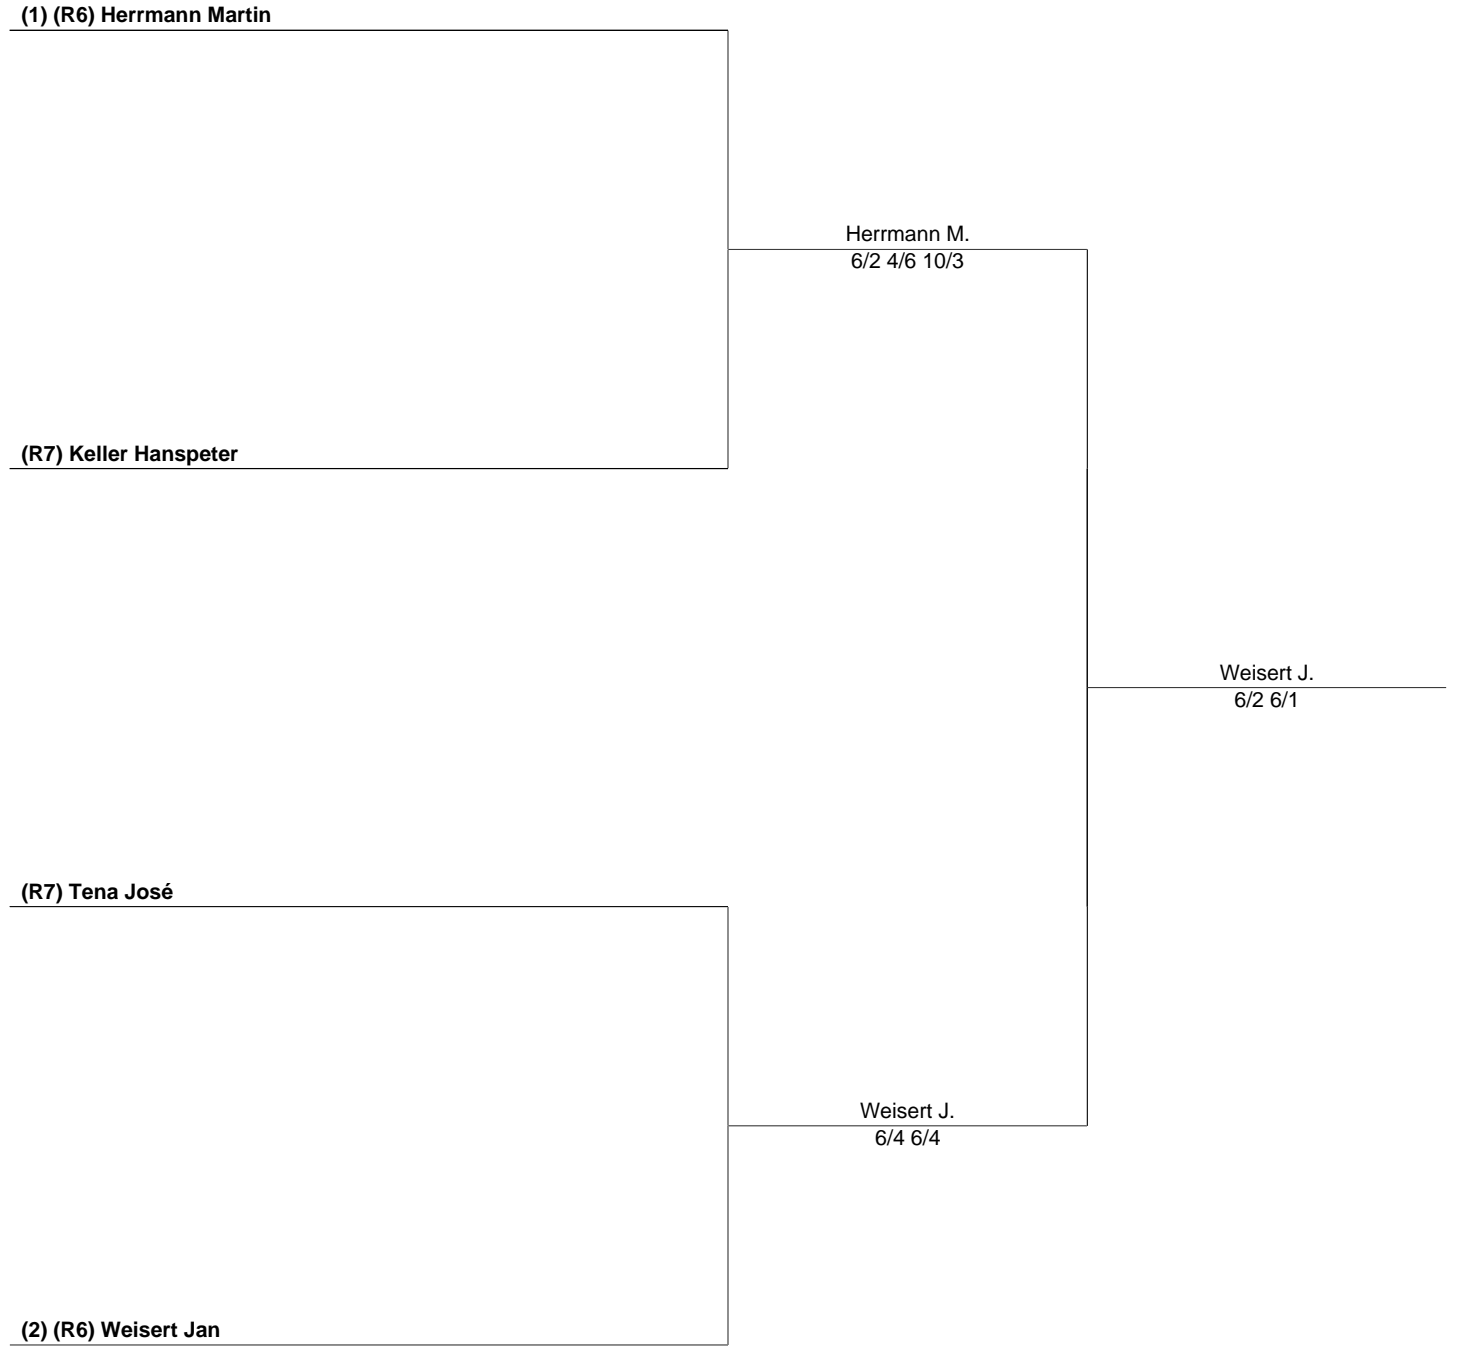 (1) (R6) Herrmann Martin
Herrmann M.
6/2 4/6 10/3
(R7) Keller Hanspeter
Weisert J.
6/2 6/1
(R7) Tena José
Weisert J.
6/4 6/4
(2) (R6) Weisert Jan